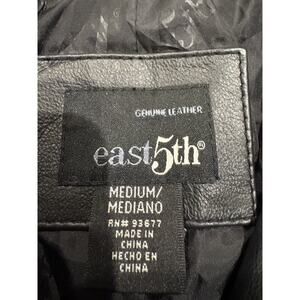 GENUINE LEATHER
east5th®
MEDIUM/
MEDIANO
RN# 93677
MADE IN
CHINA
HECHO EN
CHINA